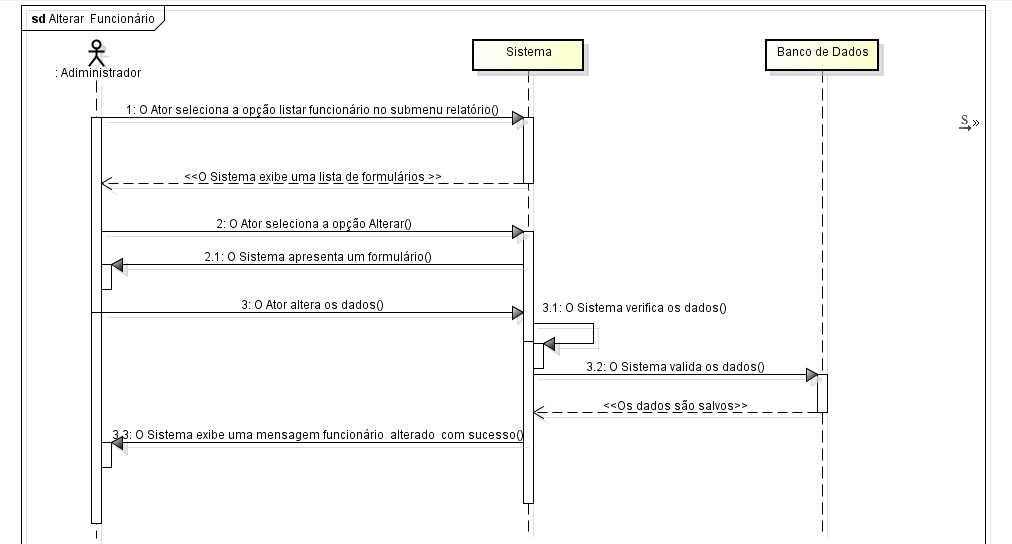 sd Alterar Funcionário
: Adiministrador
Sistema
Banco de Dados
1: O Ator seleciona a opção listar funcionário no submenu relatório()
S »
<<O Sistema exibe uma lista de formulários >>
2: O Ator seleciona a opção Alterar()
2.1: O Sistema apresenta um formulário()
3: O Ator altera os dados()
3.1: O Sistema verifica os dados()
3.2: O Sistema valida os dados()
<<Os dados são salvos>>
3.3: O Sistema exibe uma mensagem funcionário alterado com sucesso()